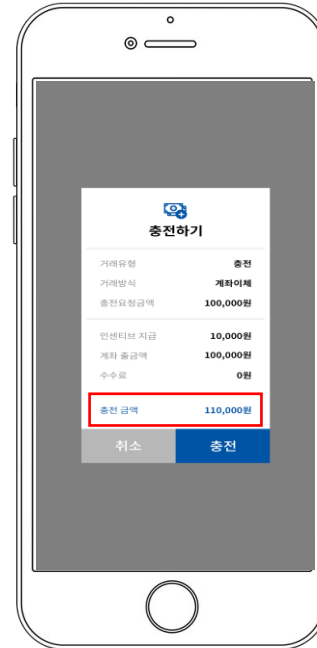 충전하기
거래유형 충전
거래방식 계좌이체
충전요청금액 100,000원
인센티브 지급 10,000원
계좌 출금액 100,000원
수수료 0원
충전 금액 110,000원
취소 충전